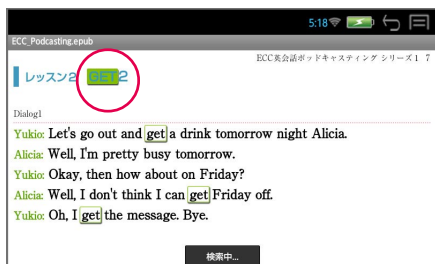 5:18
ECC_Podcasting.epub
ECC英会話ポッドキャスティング シリーズ1 7
レッスン2 GET2
Dialog1
Yukio: Let's go out and get a drink tomorrow night Alicia.
Alicia: Well, I'm pretty busy tomorrow.
Yukio: Okay, then how about on Friday?
Alicia: Well, I don't think I can get Friday off.
Yukio: Oh, I get the message. Bye.
検索中...